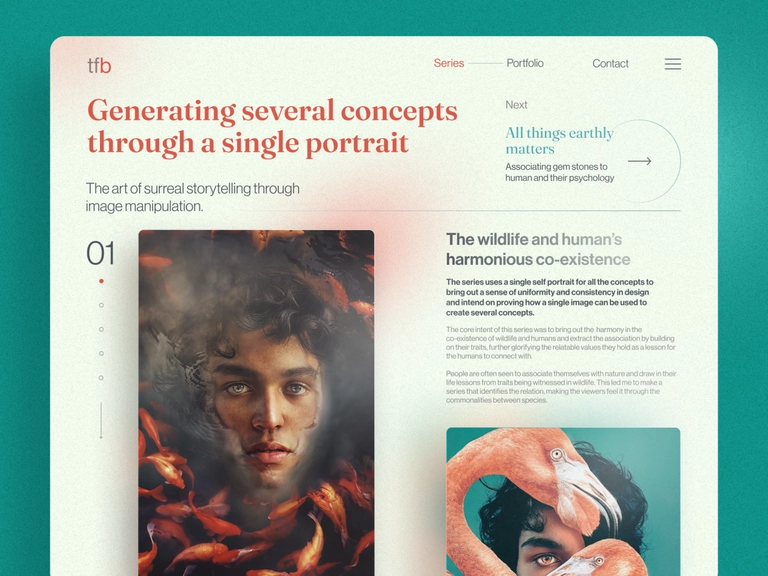 tfb
Series
Portfolio
Contact
Generating several concepts
through a single portrait
Next
All things earthly
matters
Associating gem stones to
human and their psychology
The art of surreal storytelling through
image manipulation.
01
The wildlife and human's
harmonious co-existence
The series uses a single self portrait for all the concepts to
bring out a sense of uniformity and consistency in design
and intend on proving how a single image can be used to
create several concepts.
The core intent of this series was to bring out the harmony in the
co-existence of wildlife and humans and extract the association by building
on their traits, further glorifying the relatable values they hold as a lesson for
the humans to connect with.
People are often seen to associate themselves with nature and draw in their
life lessons from traits being witnessed in wildlife. This led me to make a
series that identifies the relation, making the viewers feel it through the
commonalities between species.